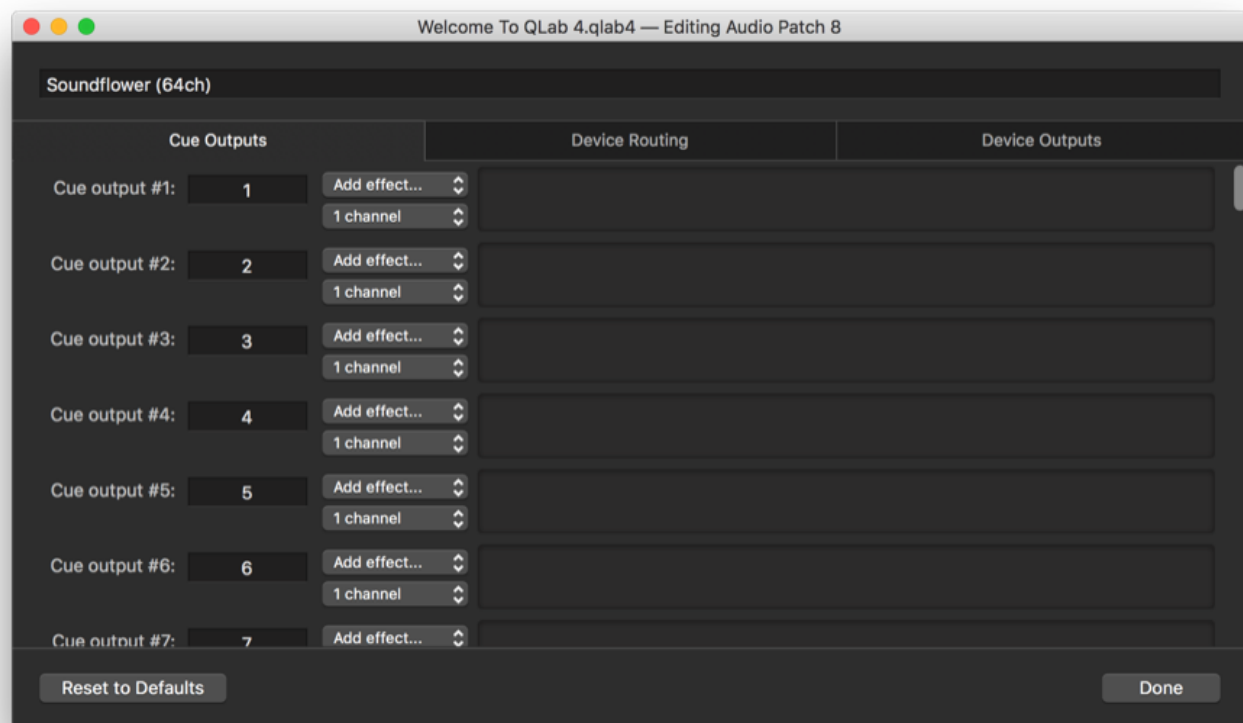 Welcome To QLab 4.qlab4 — Editing Audio Patch 8
Soundflower (64ch)
Cue Outputs
Device Routing
Device Outputs
Cue output #1:
1
Add effect...
1 channel
Cue output #2:
2
Add effect...
1 channel
Cue output #3:
3
Add effect...
1 channel
Cue output #4:
4
Add effect...
1 channel
Cue output #5:
5
Add effect...
1 channel
Cue output #6:
6
Add effect...
1 channel
Cue output #7:
7
Add effect...
Reset to Defaults
Done